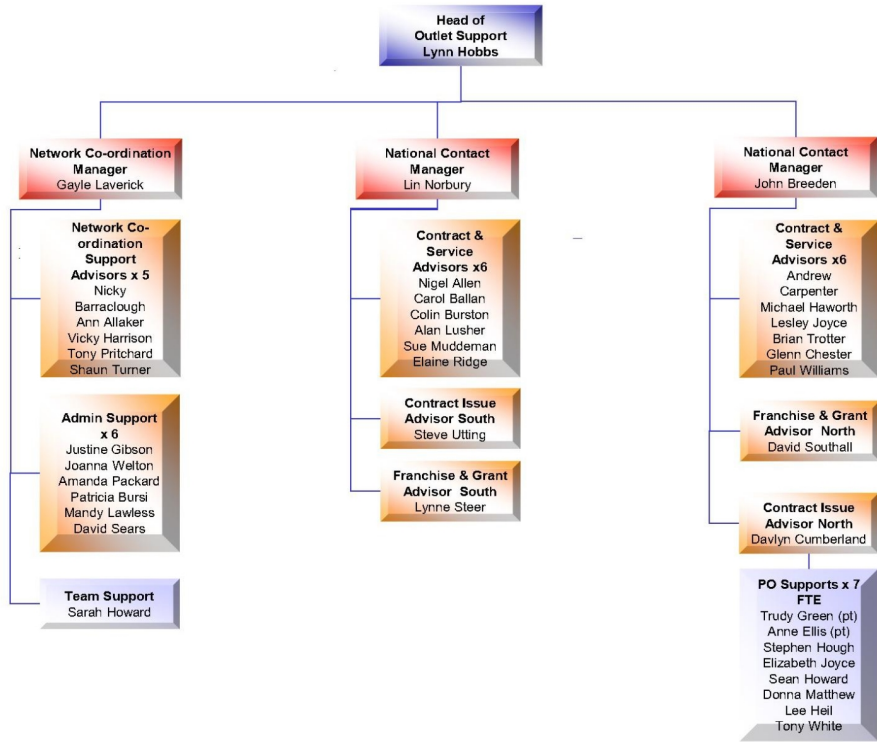 Head of
Outlet Support
Lynn Hobbs
Network Co-ordination
Manager
Gayle Laverick
Network Co-
ordination
Support
Advisors x 5
Nicky
Barraclough
Ann Allaker
Vicky Harrison
Tony Pritchard
Shaun Turner
Admin Support
x 6
Justine Gibson
Joanna Welton
Amanda Packard
Patricia Bursi
Mandy Lawless
David Sears
Team Support
Sarah Howard
National Contact
Manager
Lin Norbury
Contract &
Service
Advisors x6
Nigel Allen
Carol Ballan
Colin Burston
Alan Lusher
Sue Muddeman
Elaine Ridge
Contract Issue
Advisor South
Steve Utting
Franchise & Grant
Advisor South
Lynne Steer
National Contact
Manager
John Breeden
Contract &
Service
Advisors x6
Andrew
Carpenter
Michael Haworth
Lesley Joyce
Brian Trotter
Glenn Chester
Paul Williams
Franchise & Grant
Advisor North
David Southall
Contract Issue
Advisor North
Davlyn Cumberland
PO Supports x 7
FTE
Trudy Green (pt)
Anne Ellis (pt)
Stephen Hough
Elizabeth Joyce
Sean Howard
Donna Matthew
Lee Heil
Tony White